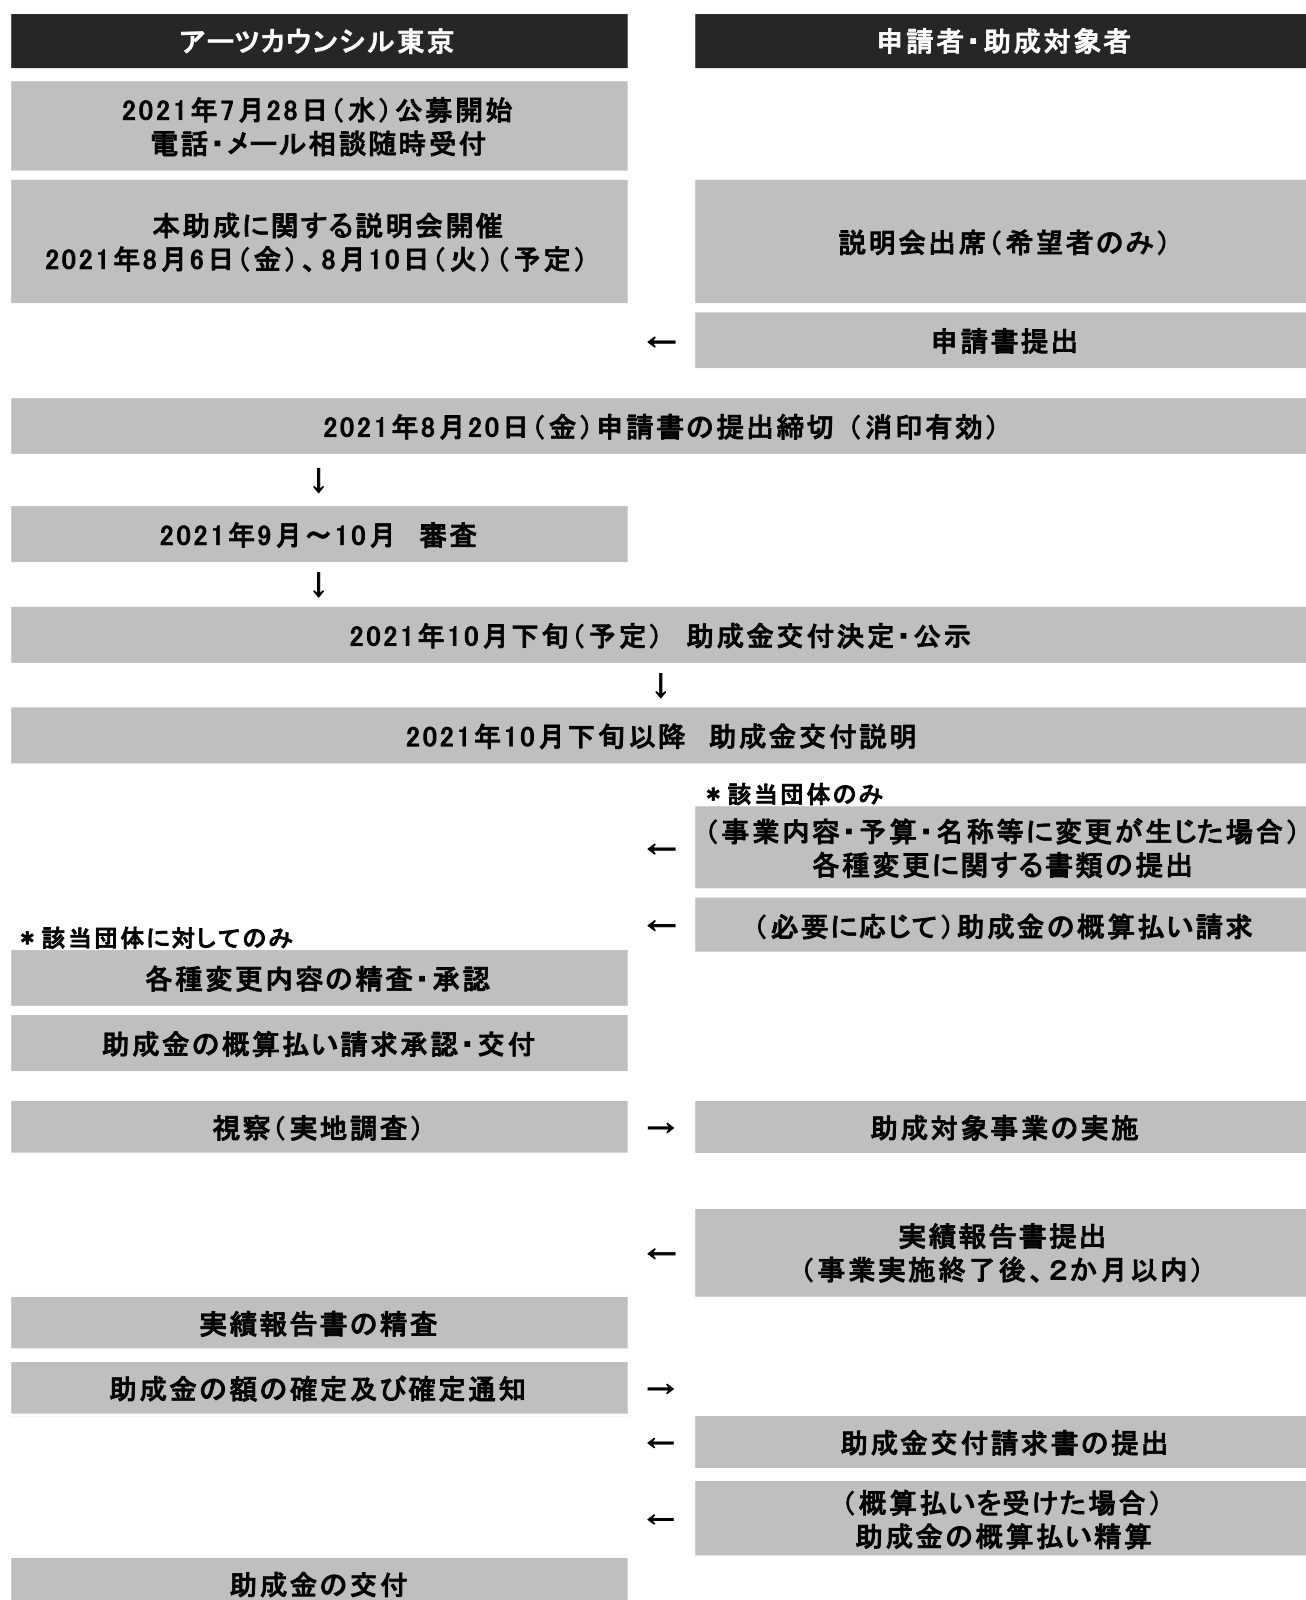 アーツカウンシル東京
申請者・助成対象者
2021年7月28日（水）公募開始
電話・メール相談随時受付
本助成に関する説明会開催
2021年8月6日（金）、8月10日（火）（予定）
説明会出席（希望者のみ）
←
申請書提出
2021年8月20日（金）申請書の提出締切（消印有効）
↓
2021年9月～10月　審査
↓
2021年10月下旬（予定）　助成金交付決定・公示
↓
2021年10月下旬以降　助成金交付説明
＊該当団体のみ
←
（事業内容・予算・名称等に変更が生じた場合）
各種変更に関する書類の提出
←
（必要に応じて）助成金の概算払い請求
＊該当団体に対してのみ
各種変更内容の精査・承認
助成金の概算払い請求承認・交付
視察（実地調査）
→
助成対象事業の実施
←
実績報告書提出
（事業実施終了後、２か月以内）
実績報告書の精査
助成金の額の確定及び確定通知
→
←
助成金交付請求書の提出
←
（概算払いを受けた場合）
助成金の概算払い精算
助成金の交付